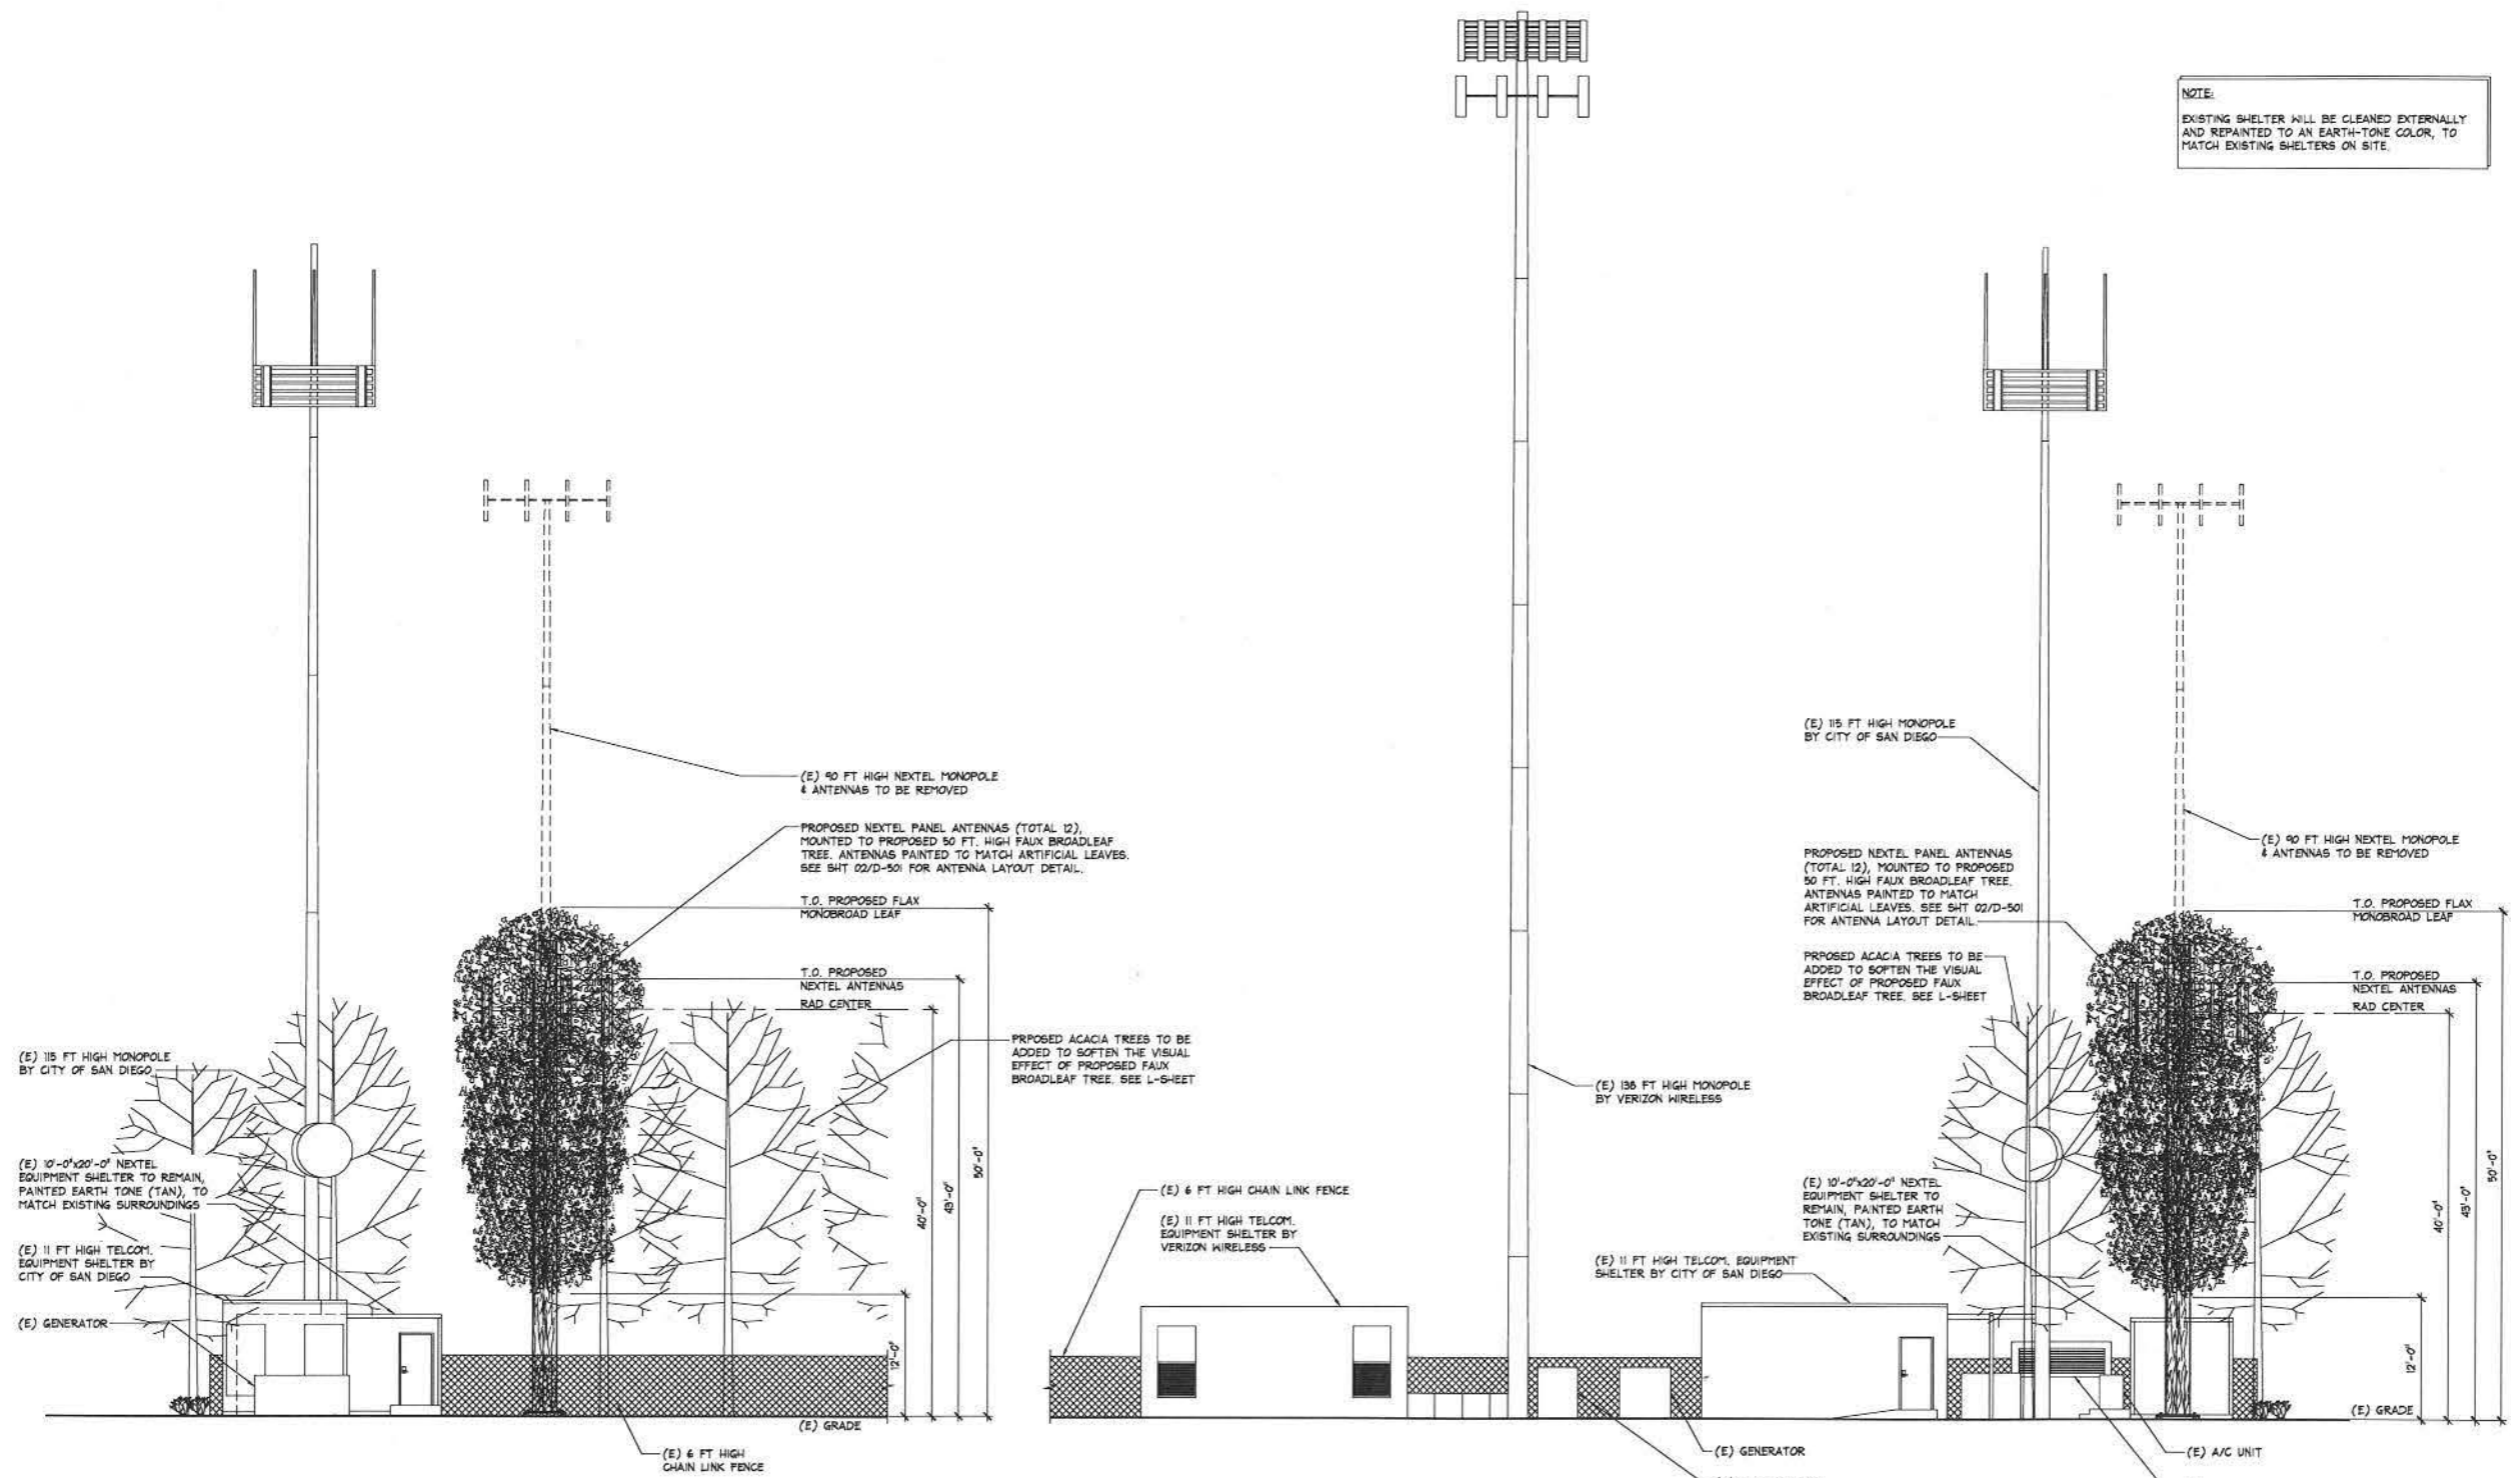 NOTE:
EXISTING SHELTER WILL BE CLEANED EXTERNALLY
AND REPAINTED TO AN EARTH-TONE COLOR, TO
MATCH EXISTING SHELTERS ON SITE.
(E) 90 FT HIGH NEXTEL MONOPOLE
& ANTENNAS TO BE REMOVED
PROPOSED NEXTEL PANEL ANTENNAS (TOTAL 12),
MOUNTED TO PROPOSED 50 FT. HIGH FAUX BROADLEAF
TREE. ANTENNAS PAINTED TO MATCH ARTIFICIAL LEAVES.
SEE SHT 02/D-501 FOR ANTENNA LAYOUT DETAIL.
T.O. PROPOSED FLAX
MONOBROAD LEAF
T.O. PROPOSED
NEXTEL ANTENNAS
RAD CENTER
PRPOSED ACACIA TREES TO BE
ADDED TO SOFTEN THE VISUAL
EFFECT OF PROPOSED FAUX
BROADLEAF TREE. SEE L-SHEET
(E) 115 FT HIGH MONOPOLE
BY CITY OF SAN DIEGO
(E) 10'-0"x20'-0" NEXTEL
EQUIPMENT SHELTER TO REMAIN,
PAINTED EARTH TONE (TAN), TO
MATCH EXISTING SURROUNDINGS
(E) 11 FT HIGH TELCOM.
EQUIPMENT SHELTER BY
CITY OF SAN DIEGO
(E) GENERATOR
12'-0"
40'-0"
43'-0"
50'-0"
(E) GRADE
(E) 6 FT HIGH
CHAIN LINK FENCE
(E) 6 FT HIGH CHAIN LINK FENCE
(E) 11 FT HIGH TELCOM.
EQUIPMENT SHELTER BY
VERIZON WIRELESS
(E) 138 FT HIGH MONOPOLE
BY VERIZON WIRELESS
(E) 11 FT HIGH TELCOM. EQUIPMENT
SHELTER BY CITY OF SAN DIEGO
(E) GENERATOR
(E) 115 FT HIGH MONOPOLE
BY CITY OF SAN DIEGO
(E) 90 FT HIGH NEXTEL MONOPOLE
& ANTENNAS TO BE REMOVED
PROPOSED NEXTEL PANEL ANTENNAS
(TOTAL 12), MOUNTED TO PROPOSED
50 FT. HIGH FAUX BROADLEAF TREE.
ANTENNAS PAINTED TO MATCH
ARTIFICIAL LEAVES. SEE SHT 02/D-501
FOR ANTENNA LAYOUT DETAIL.
PRPOSED ACACIA TREES TO BE
ADDED TO SOFTEN THE VISUAL
EFFECT OF PROPOSED FAUX
BROADLEAF TREE. SEE L-SHEET
T.O. PROPOSED FLAX
MONOBROAD LEAF
T.O. PROPOSED
NEXTEL ANTENNAS
RAD CENTER
(E) 10'-0"x20'-0" NEXTEL
EQUIPMENT SHELTER TO
REMAIN, PAINTED EARTH
TONE (TAN), TO MATCH
EXISTING SURROUNDINGS
12'-0"
40'-0"
43'-0"
50'-0"
(E) GRADE
(E) A/C UNIT